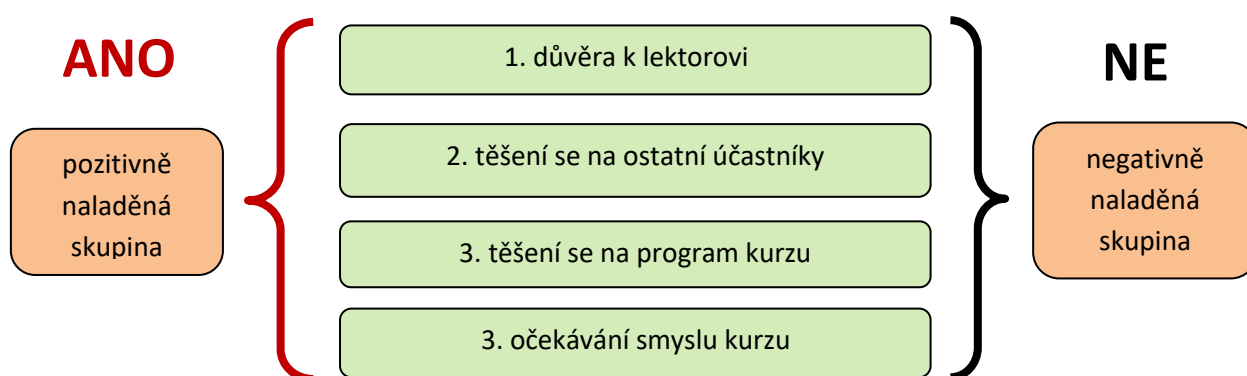 ANO
pozitivně
naladěná
skupina
1. důvěra k lektorovi
2. těšení se na ostatní účastníky
3. těšení se na program kurzu
3. očekávání smyslu kurzu
NE
negativně
naladěná
skupina